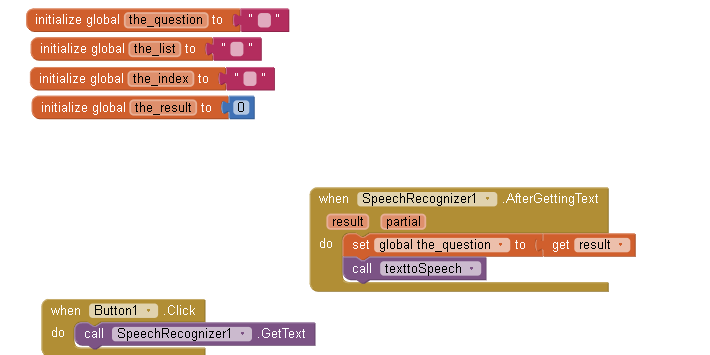 initialize global the_question to " "
initialize global the_list to " "
initialize global the_index to " "
initialize global the_result to 0
when SpeechRecognizer1 .AfterGettingText
result partial
do set global the_question to get result
call texttoSpeech
when Button1 .Click
do call SpeechRecognizer1 .GetText